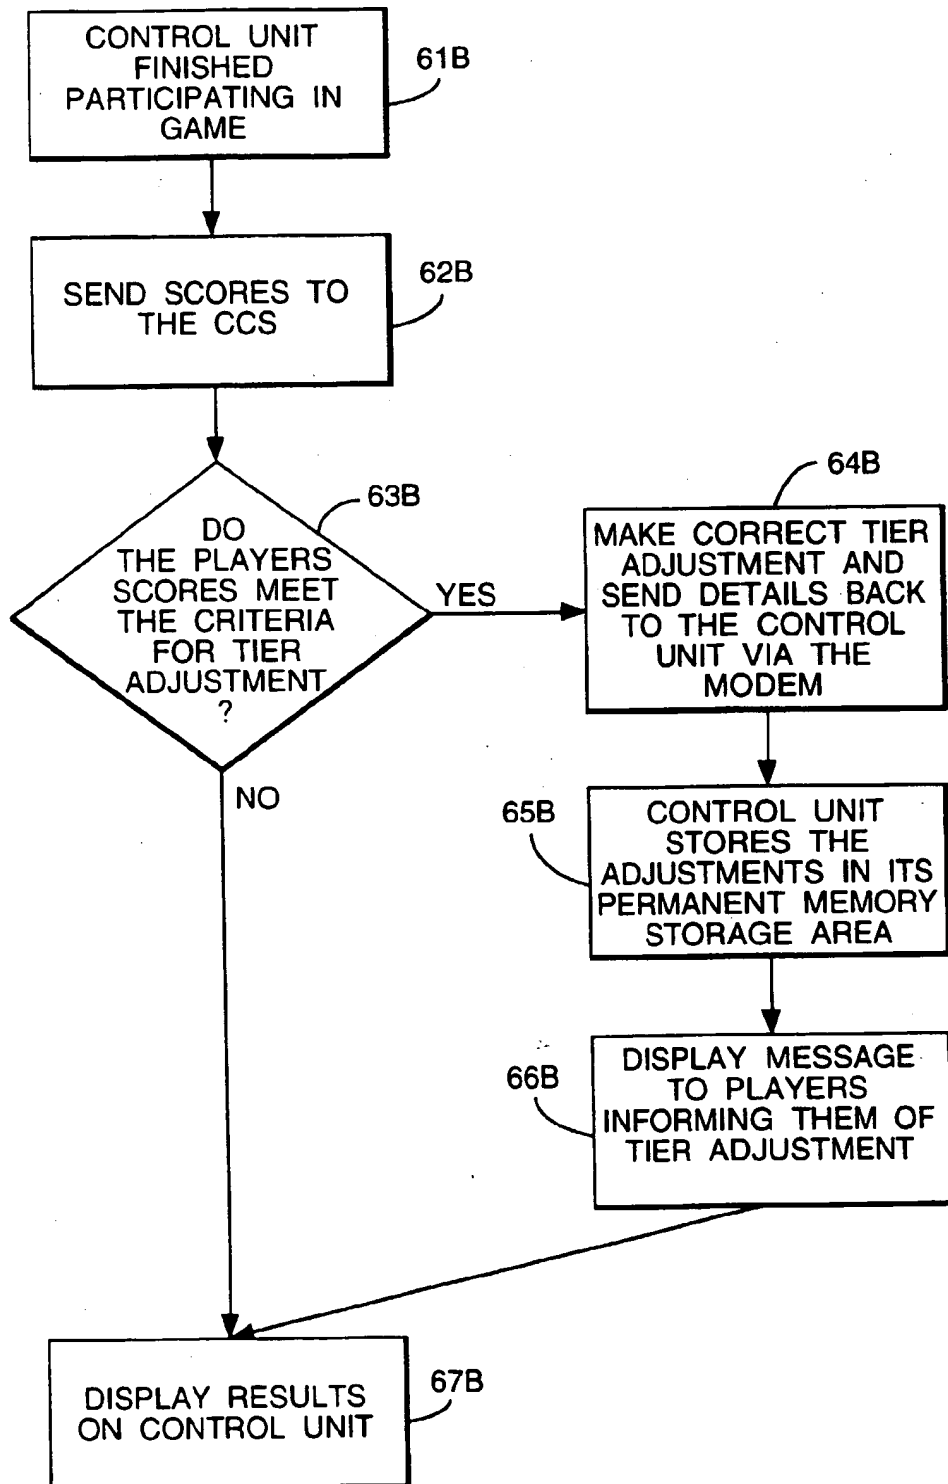 CONTROL UNIT
FINISHED
PARTICIPATING IN
GAME
61B
SEND SCORES TO
THE CCS
62B
DO
THE PLAYERS
SCORES MEET
THE CRITERIA
FOR TIER
ADJUSTMENT
?
63B
YES
NO
MAKE CORRECT TIER
ADJUSTMENT AND
SEND DETAILS BACK
TO THE CONTROL
UNIT VIA THE
MODEM
64B
CONTROL UNIT
STORES THE
ADJUSTMENTS IN ITS
PERMANENT MEMORY
STORAGE AREA
65B
DISPLAY MESSAGE
TO PLAYERS
INFORMING THEM OF
TIER ADJUSTMENT
66B
DISPLAY RESULTS
ON CONTROL UNIT
67B